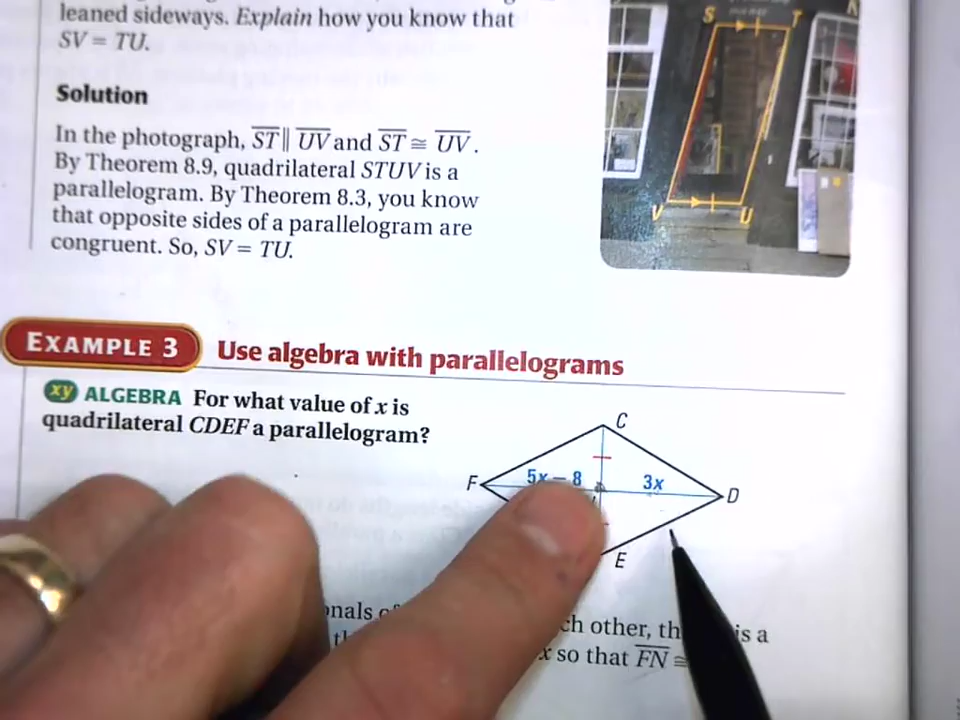 leaned sideways. Explain how you know that
SV = TU.
Solution
In the photograph, ST ∥ UV and ST ≅ UV.
By Theorem 8.9, quadrilateral STUV is a
parallelogram. By Theorem 8.3, you know
that opposite sides of a parallelogram are
congruent. So, SV = TU.
S T
V U
EXAMPLE 3 Use algebra with parallelograms
xy ALGEBRA For what value of x is
quadrilateral CDEF a parallelogram?
C
F 5x − 8 3x D
E
ch other, is a
x so that FN ≅